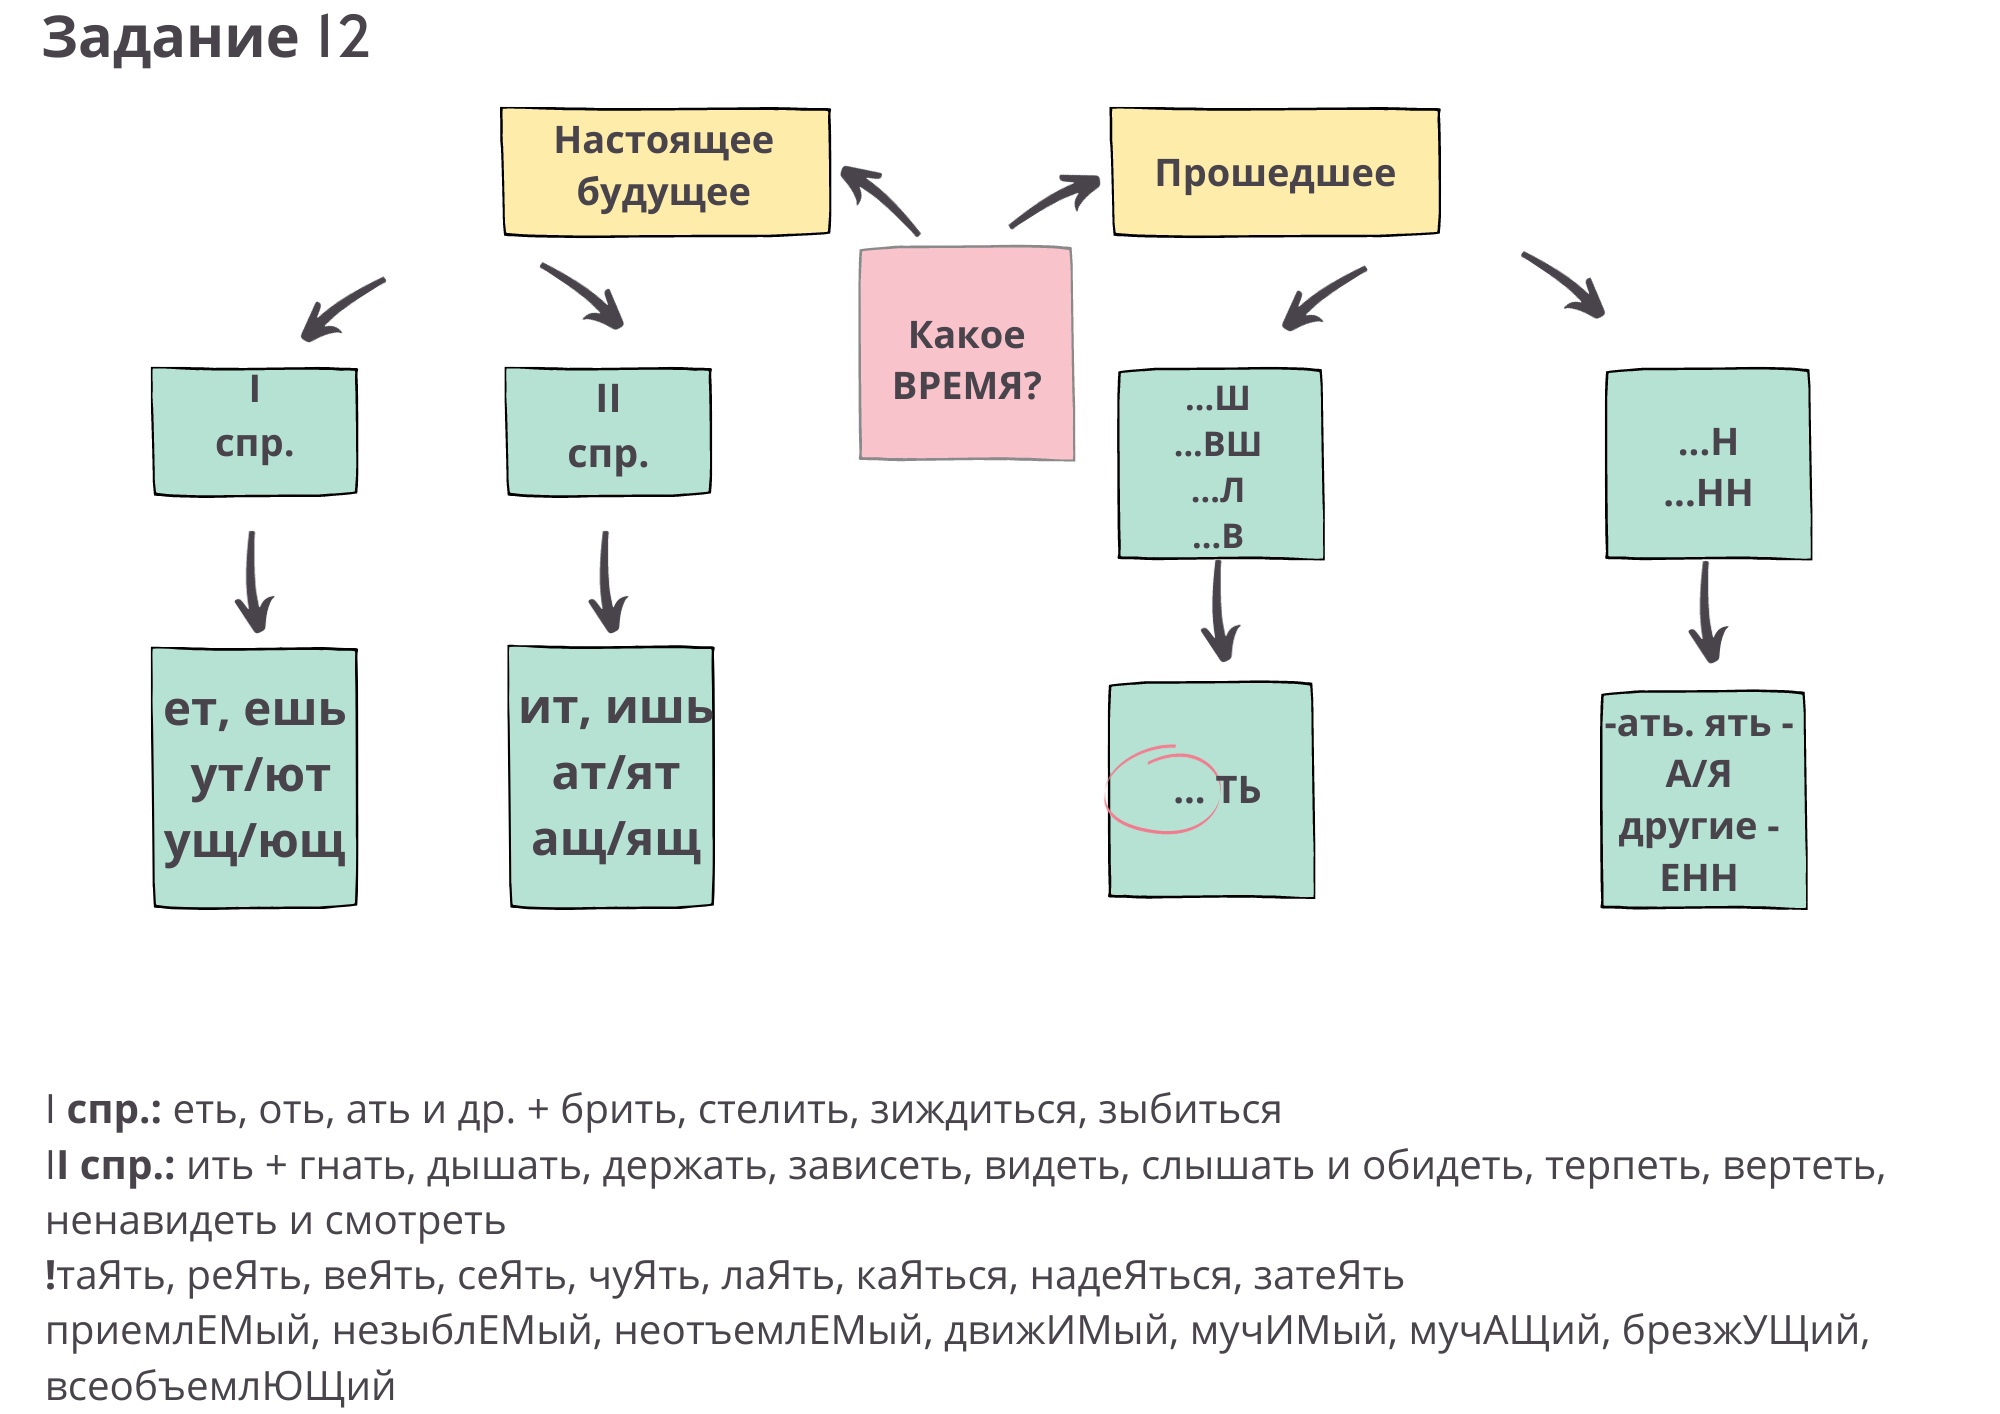 Задание 12
Настоящее
будущее
Прошедшее
Какое
ВРЕМЯ?
I
спр.
II
спр.
...Ш
...ВШ
...Л
...В
...Н
...НН
ет, ешь
ут/ют
ущ/ющ
ит, ишь
ат/ят
ащ/ящ
... ТЬ
-ать. ять -
А/Я
другие -
ЕНН
I спр.: еть, оть, ать и др. + брить, стелить, зиждиться, зыбиться
II спр.: ить + гнать, дышать, держать, зависеть, видеть, слышать и обидеть, терпеть, вертеть,
ненавидеть и смотреть
!таЯть, реЯть, веЯть, сеЯть, чуЯть, лаЯть, каЯться, надеЯться, затеЯть
приемлЕМый, незыблЕМый, неотъемлЕМый, движИМый, мучИМый, мучАЩий, брезжУЩий,
всеобъемлЮЩий